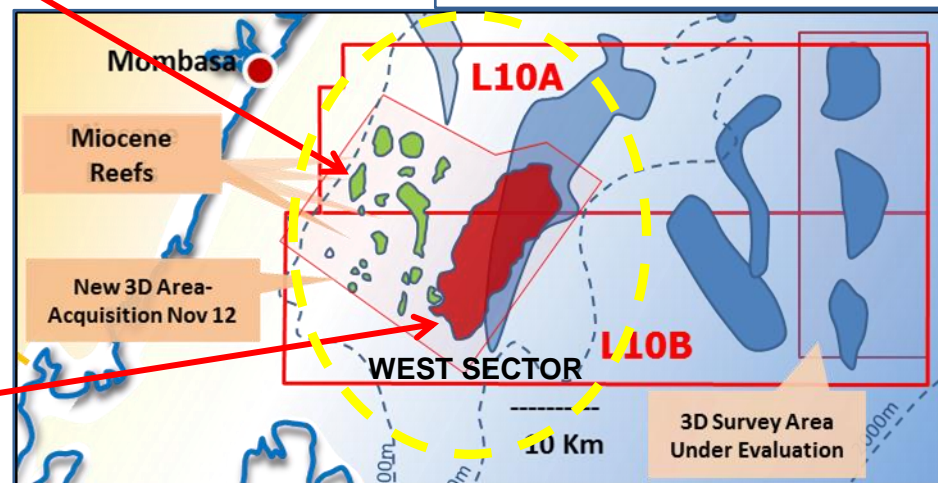 Mombasa
L10A
Miocene
Reefs
New 3D Area-
Acquisition Nov 12
WEST SECTOR
L10B
10 Km
3D Survey Area
Under Evaluation